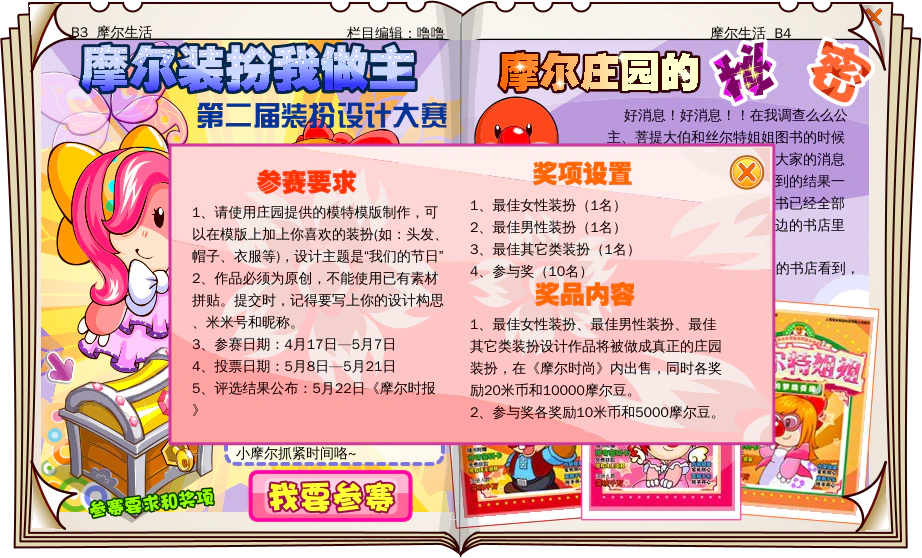 B3 摩尔生活
栏目编辑：噜噜
摩尔装扮我做主
第二届装扮设计大赛
参赛要求
1、请使用庄园提供的模特模版制作，可
以在模版上加上你喜欢的装扮(如：头发、
帽子、衣服等)，设计主题是“我们的节日”
2、作品必须为原创，不能使用已有素材
拼贴。提交时，记得要写上你的设计构思
、米米号和昵称。
3、参赛日期：4月17日—5月7日
4、投票日期：5月8日—5月21日
5、评选结果公布：5月22日《摩尔时报
》
奖项设置
1、最佳女性装扮（1名）
2、最佳男性装扮（1名）
3、最佳其它类装扮（1名）
4、参与奖（10名）
奖品内容
1、最佳女性装扮、最佳男性装扮、最佳
其它类装扮设计作品将被做成真正的庄园
装扮，在《摩尔时尚》内出售，同时各奖
励20米币和10000摩尔豆。
2、参与奖各奖励10米币和5000摩尔豆。
小摩尔抓紧时间咯~
参赛要求和奖项
我要参赛
摩尔生活 B4
摩尔庄园的秘密
好消息！好消息！！在我调查么么公
主、菩提大伯和丝尔特姐姐图书的时候
大家的消息
到的结果一
书已经全部
边的书店里
的书店看到，
尔特姐姐